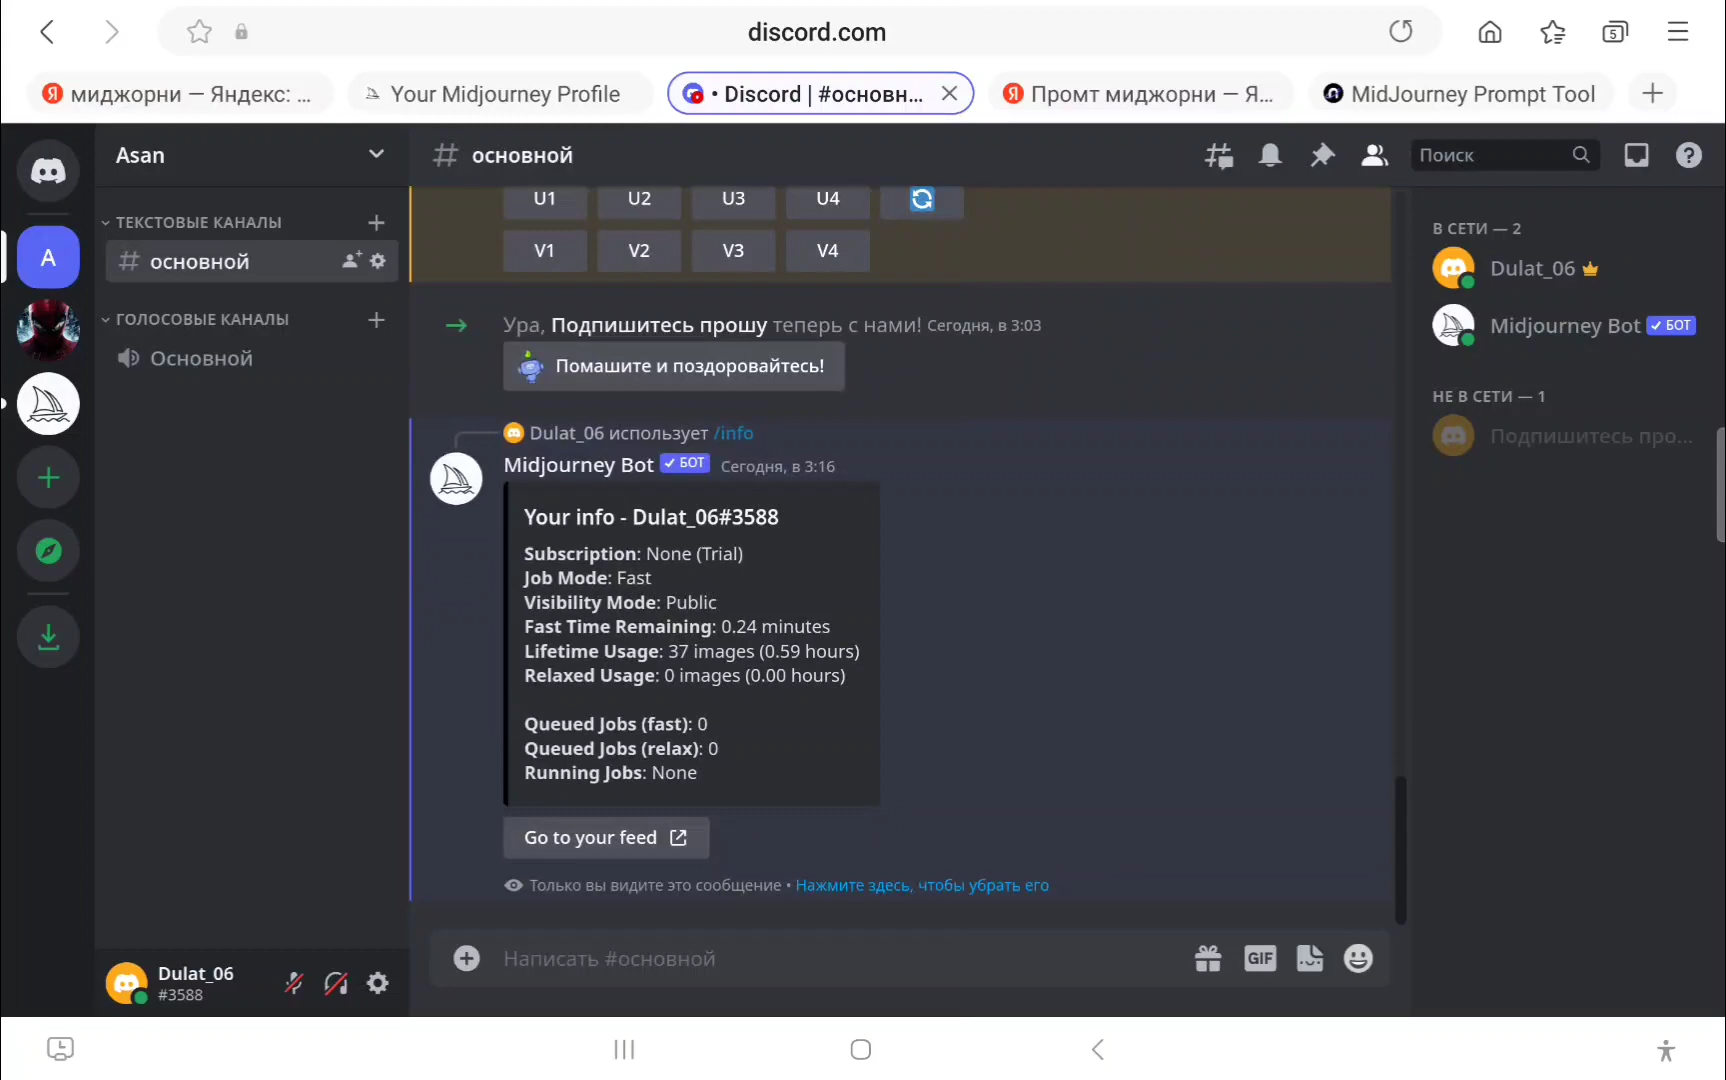 discord.com
миджорни — Яндекс: ...
Your Midjourney Profile
• Discord | #основн...
Промт миджорни — Я...
MidJourney Prompt Tool
5
Asan
основной
Поиск
ТЕКСТОВЫЕ КАНАЛЫ
A
основной
ГОЛОСОВЫЕ КАНАЛЫ
Основной
U1 U2 U3 U4
V1 V2 V3 V4
Ура, Подпишитесь прошу теперь с нами! Сегодня, в 3:03
Помашите и поздоровайтесь!
Dulat_06 использует /info
Midjourney Bot ✓ БОТ Сегодня, в 3:16
Your info - Dulat_06#3588
Subscription: None (Trial)
Job Mode: Fast
Visibility Mode: Public
Fast Time Remaining: 0.24 minutes
Lifetime Usage: 37 images (0.59 hours)
Relaxed Usage: 0 images (0.00 hours)
Queued Jobs (fast): 0
Queued Jobs (relax): 0
Running Jobs: None
Go to your feed
Только вы видите это сообщение • Нажмите здесь, чтобы убрать его
Написать #основной
GIF
В СЕТИ — 2
Dulat_06
Midjourney Bot ✓ БОТ
НЕ В СЕТИ — 1
Подпишитесь про...
Dulat_06
#3588